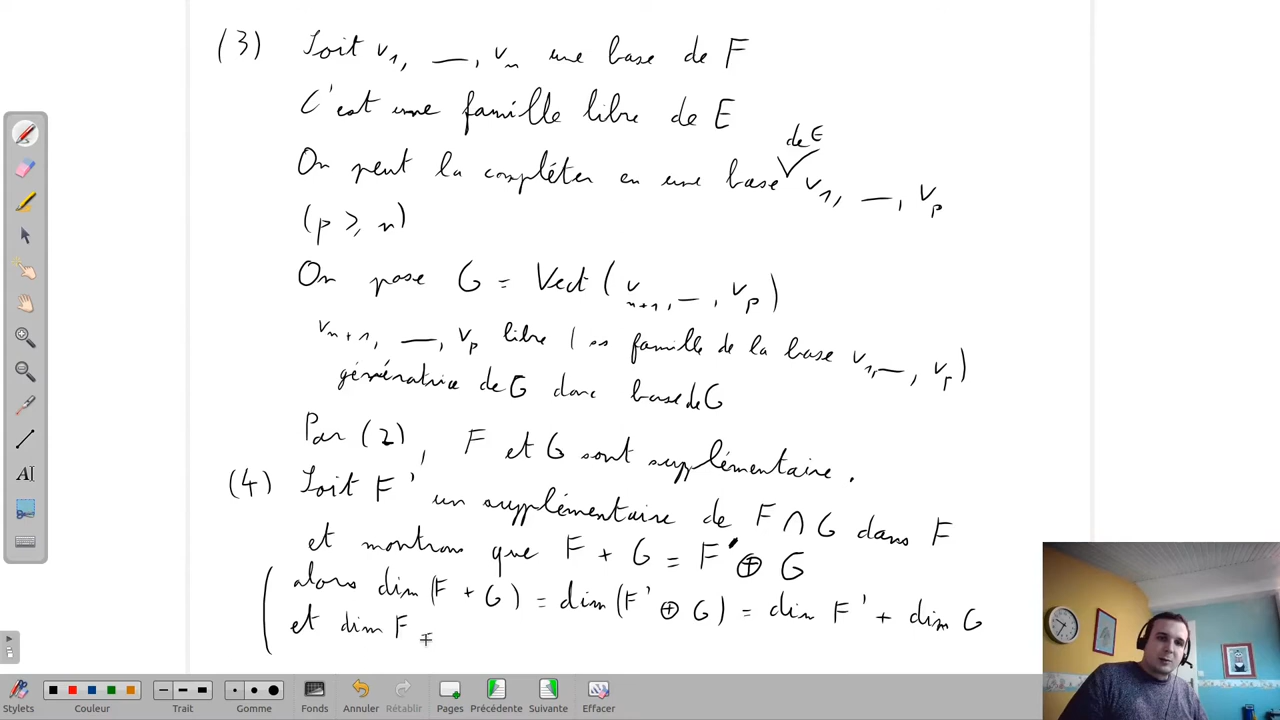 (3) Soit v1, —, vn une base de F
C'est une famille libre de E
de E
On peut la compléter en une base v1, —, vp
(p ≥ n)
On pose G = Vect (vn+1, —, vp)
vn+1, —, vp libre (ss famille de la base v1, —, vp)
génératrice de G donc base de G
Par (2), F et G sont supplémentaire.
(4) Soit F' un supplémentaire de F ∩ G dans F
et montrons que F + G = F' ⊕ G
(alors dim (F + G) = dim (F' ⊕ G) = dim F' + dim G
et dim F =
AI
Stylets Couleur Trait Gomme Fonds Annuler Rétablir Pages Précédente Suivante Effacer